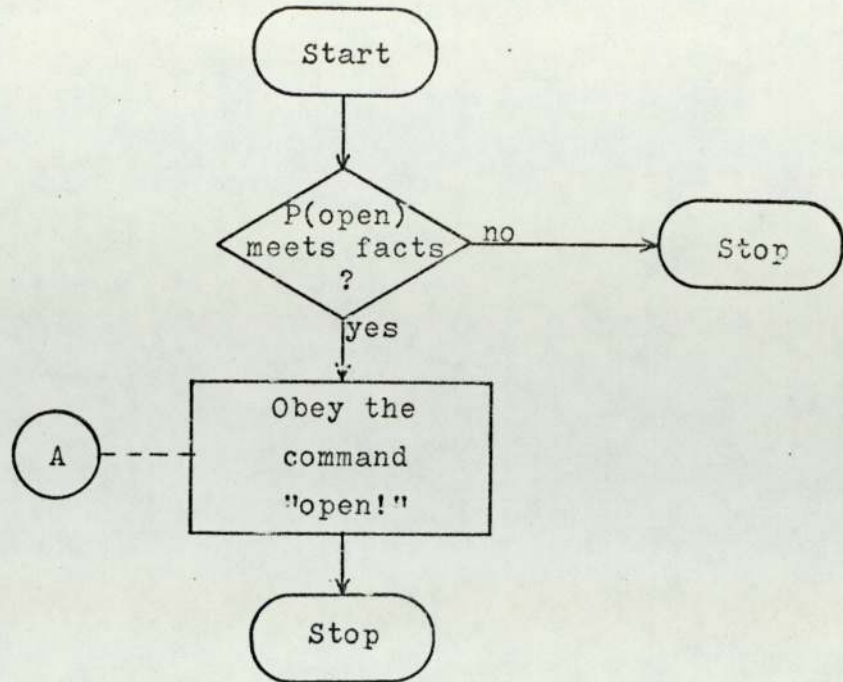 Start
P(open)
meets facts
?
no
Stop
yes
Obey the
command
"open!"
A
Stop